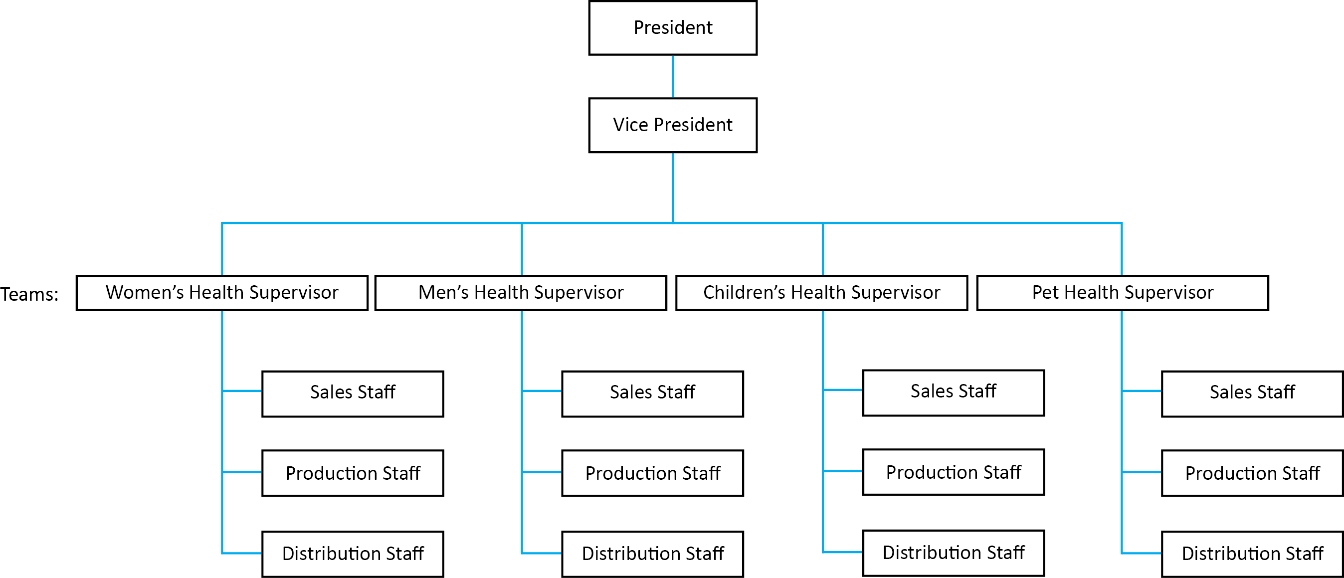 President
Vice President
Teams:
Women’s Health Supervisor
Men’s Health Supervisor
Children’s Health Supervisor
Pet Health Supervisor
Sales Staff
Sales Staff
Sales Staff
Sales Staff
Production Staff
Production Staff
Production Staff
Production Staff
Distribution Staff
Distribution Staff
Distribution Staff
Distribution Staff